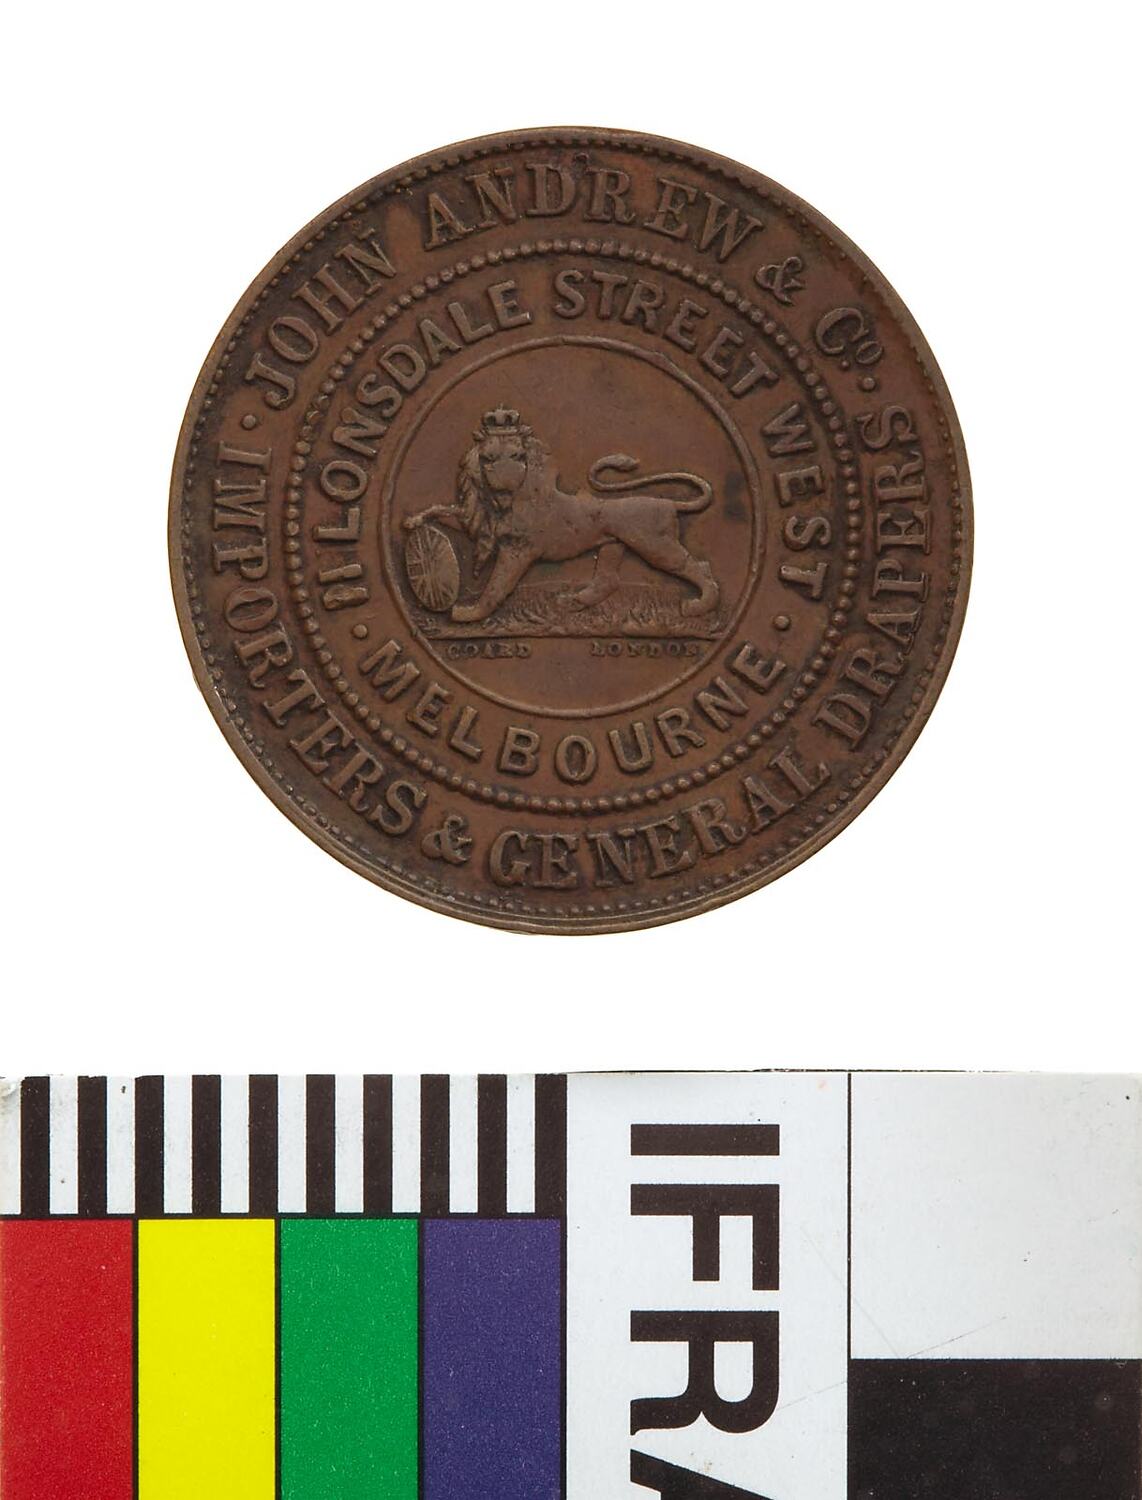 · JOHN ANDREW & Co. ·
IMPORTERS & GENERAL DRAPERS
11 LONSDALE STREET WEST
· MELBOURNE ·
COARD LONDON
IFRA